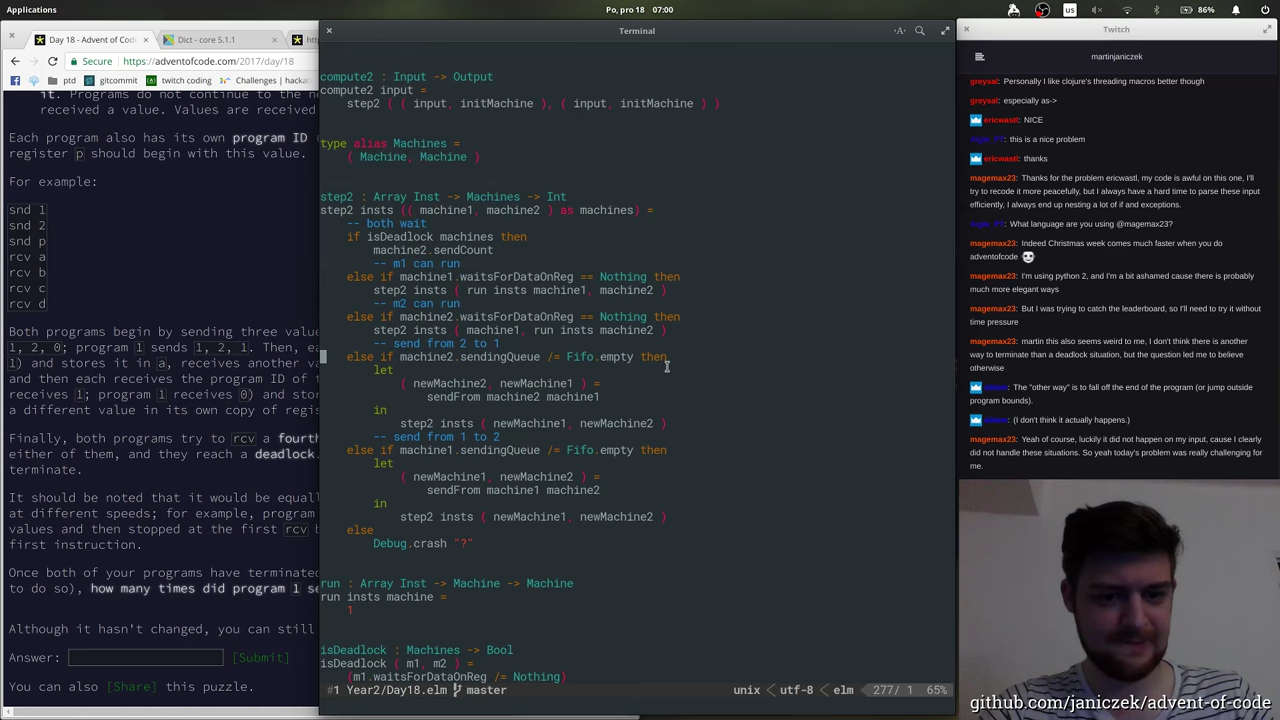 Applications
Po, pro 18 07:00
us
86%
Day 18 - Advent of Cod
Dict - core 5.1.1
Secure
https://adventofcode.com/2017/day/18
ptd
gitcommit
twitch coding
Challenges / hackat
it. Programs do not continue to the
received a value. Values are received
Each program also has its own program ID
register p should begin with this value.
For example:
snd 1
snd 2
snd p
rcv a
rcv b
rcv c
rcv d
Both programs begin by sending three value
1, 2, 0; program 1 sends 1, 2, 1. Then, ea
1) and stores it in a, receives another va
and then each receives the program ID of t
receives 1; program 1 receives 0) and stor
a different value in its own copy of regis
Finally, both programs try to rcv a fourth
either of them, and they reach a deadlock.
terminate.
It should be noted that it would be equall
at different speeds; for example, program
values and then stopped at the first rcv b
first instruction.
Once both of your programs have terminated
to do so), how many times did program 1 se
Although it hasn't changed, you can still
Answer:
[Submit]
You can also [Share] this puzzle.
Terminal
compute2 : Input -> Output
compute2 input =
step2 ( ( input, initMachine ), ( input, initMachine ) )
type alias Machines =
( Machine, Machine )
step2 : Array Inst -> Machines -> Int
step2 insts (( machine1, machine2 ) as machines) =
-- both wait
if isDeadlock machines then
machine2.sendCount
-- m1 can run
else if machine1.waitsForDataOnReg == Nothing then
step2 insts ( run insts machine1, machine2 )
-- m2 can run
else if machine2.waitsForDataOnReg == Nothing then
step2 insts ( machine1, run insts machine2 )
-- send from 2 to 1
else if machine2.sendingQueue /= Fifo.empty then
let
( newMachine2, newMachine1 ) =
sendFrom machine2 machine1
in
step2 insts ( newMachine1, newMachine2 )
-- send from 1 to 2
else if machine1.sendingQueue /= Fifo.empty then
let
( newMachine1, newMachine2 ) =
sendFrom machine1 machine2
in
step2 insts ( newMachine1, newMachine2 )
else
Debug.crash "?"
run : Array Inst -> Machine -> Machine
run insts machine =
1
isDeadlock : Machines -> Bool
isDeadlock ( m1, m2 ) =
(m1.waitsForDataOnReg /= Nothing)
#1 Year2/Day18.elm master
unix < utf-8 < elm 277/ 1 65%
Twitch
martinjaniczek
greysal: Personally I like clojure's threading macros better though
greysal: especially as->
ericwastl: NICE
this is a nice problem
ericwastl: thanks
magemax23: Thanks for the problem ericwastl, my code is awful on this one, I'll
try to recode it more peacefully, but I always have a hard time to parse these input
efficiently, I always end up nesting a lot of if and exceptions.
What language are you using @magemax23?
magemax23: Indeed Christmas week comes much faster when you do
adventofcode
magemax23: I'm using python 2, and I'm a bit ashamed cause there is probably
much more elegant ways
magemax23: But I was trying to catch the leaderboard, so I'll need to try it without
time pressure
magemax23: martin this also seems weird to me, I don't think there is another
way to terminate than a deadlock situation, but the question led me to believe
otherwise
The "other way" is to fall off the end of the program (or jump outside
program bounds).
(I don't think it actually happens.)
magemax23: Yeah of course, luckily it did not happen on my input, cause I clearly
did not handle these situations. So yeah today's problem was really challenging for
me.
github.com/janiczek/advent-of-code